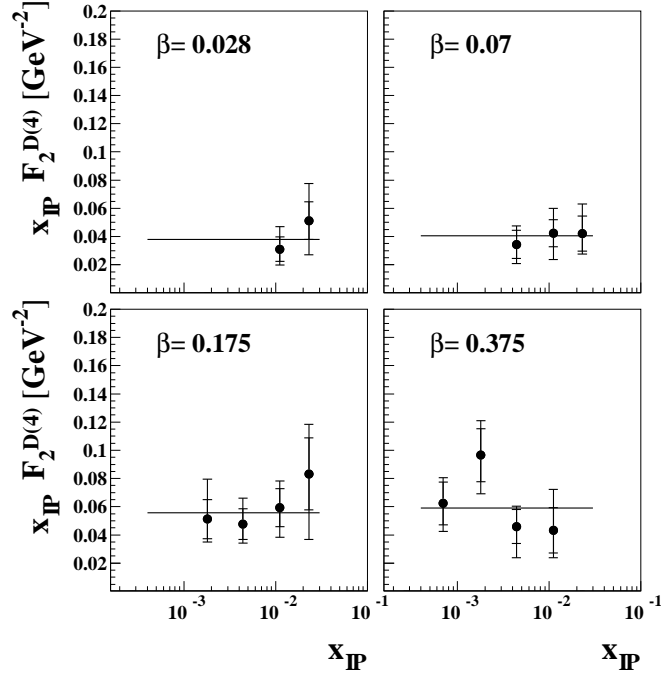 x_IP F_2^D(4) [GeV^-2]
0.2
0.18
0.16
0.14
0.12
0.1
0.08
0.06
0.04
0.02
β= 0.028
β= 0.07
x_IP F_2^D(4) [GeV^-2]
0.2
0.18
0.16
0.14
0.12
0.1
0.08
0.06
0.04
0.02
β= 0.175
β= 0.375
10^-3 10^-2 10^-1 10^-3 10^-2 10^-1
x_IP x_IP